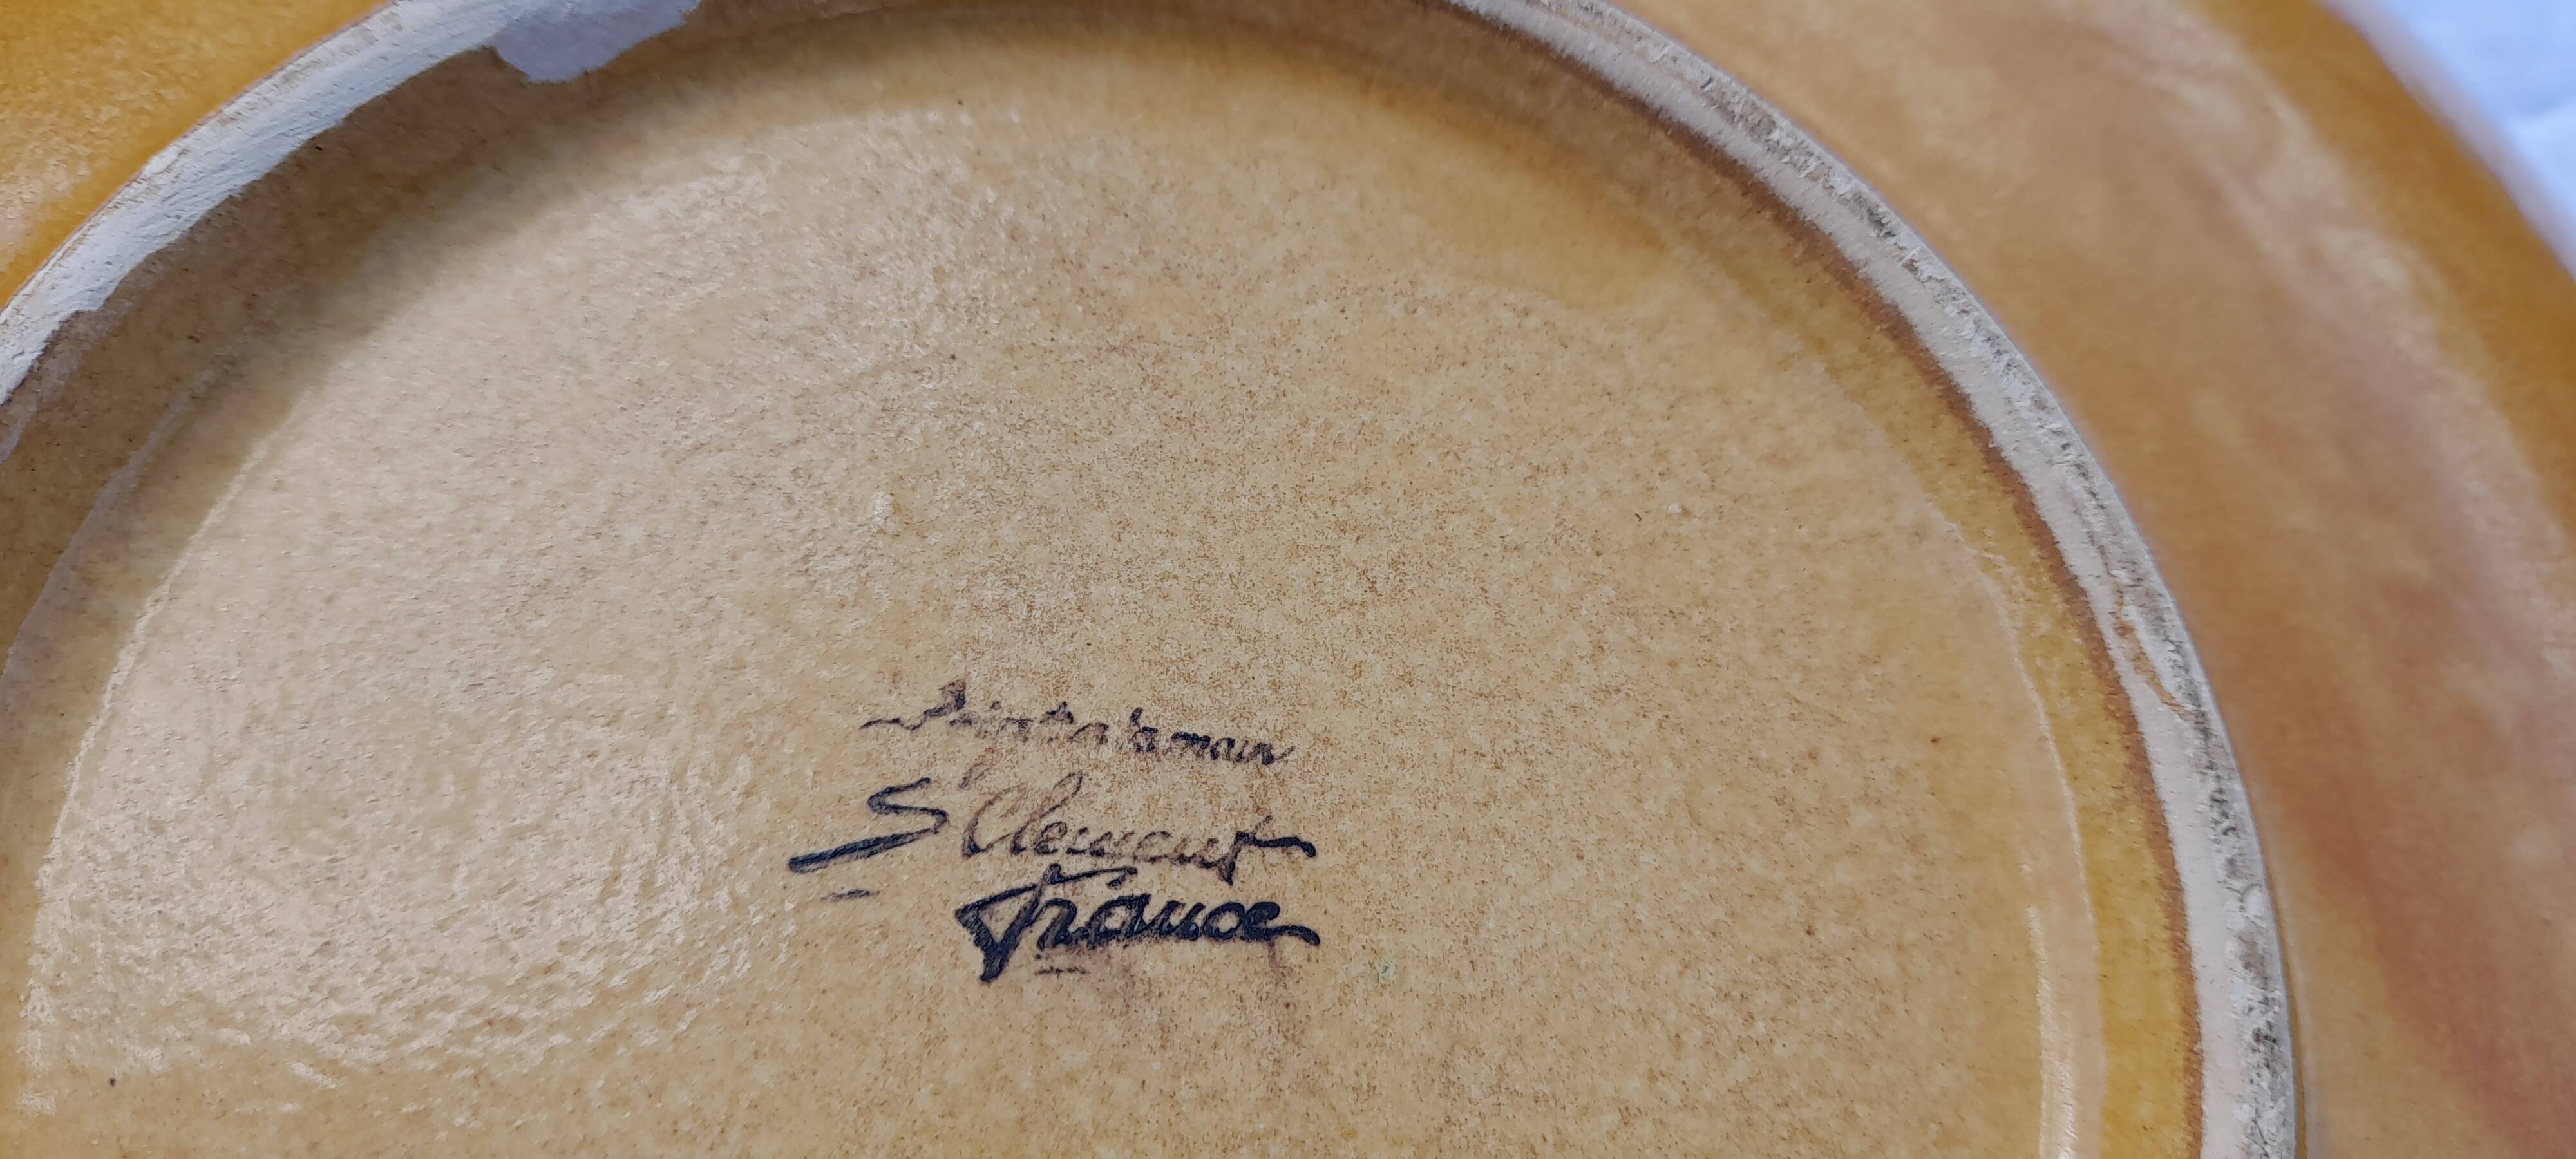 Peint a la main
St Clement
France